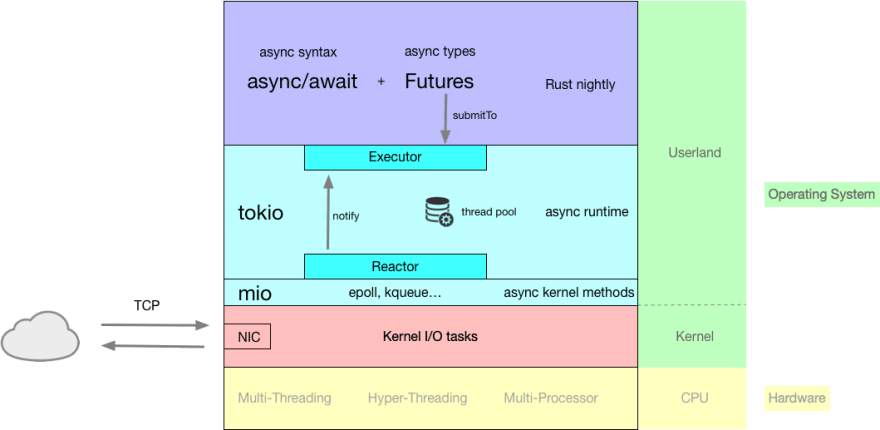 async syntax
async types
async/await + Futures
Rust nightly
submitTo
Executor
Userland
Operating System
tokio
notify
thread pool
async runtime
Reactor
mio
epoll, kqueue…
async kernel methods
TCP
NIC
Kernel I/O tasks
Kernel
Multi-Threading
Hyper-Threading
Multi-Processor
CPU
Hardware